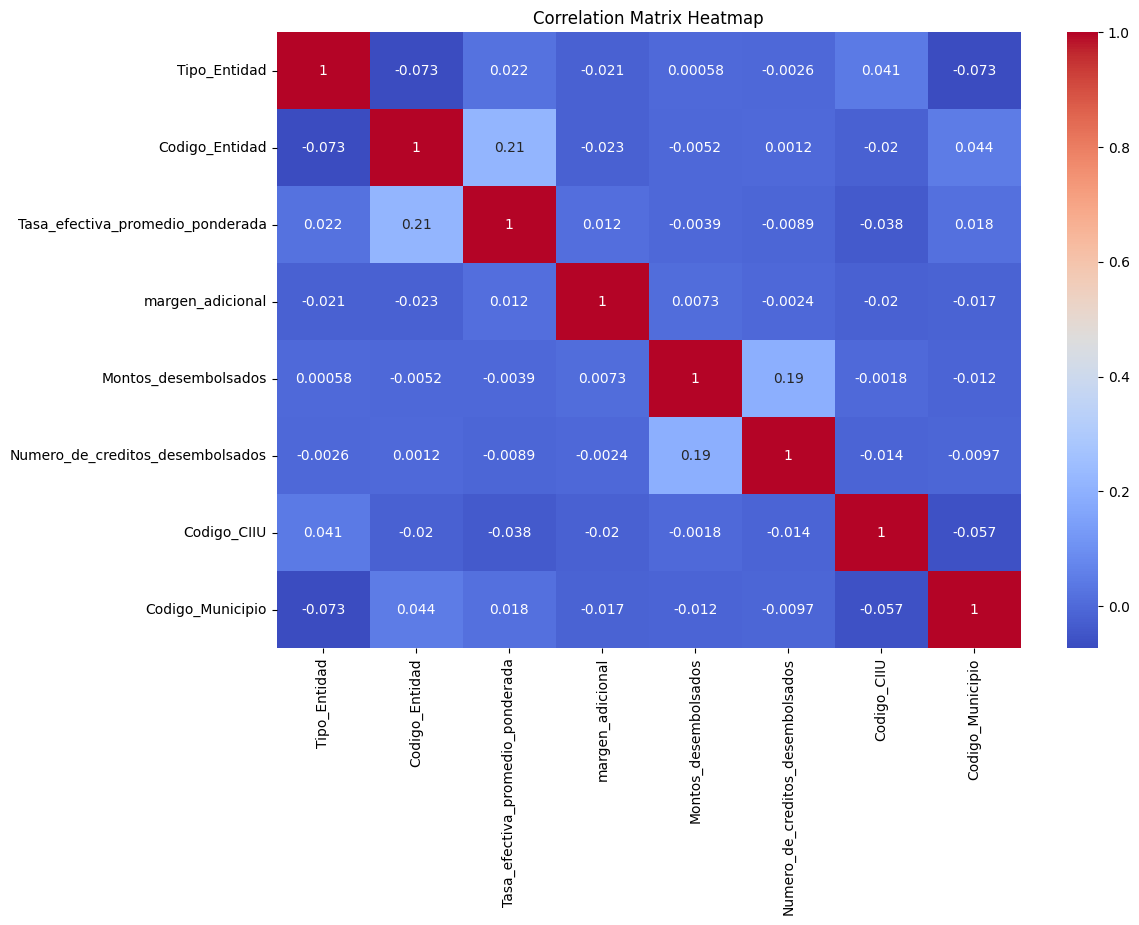 Correlation Matrix Heatmap
Tipo_Entidad 1 -0.073 0.022 -0.021 0.00058 -0.0026 0.041 -0.073
Codigo_Entidad -0.073 1 0.21 -0.023 -0.0052 0.0012 -0.02 0.044
Tasa_efectiva_promedio_ponderada 0.022 0.21 1 0.012 -0.0039 -0.0089 -0.038 0.018
margen_adicional -0.021 -0.023 0.012 1 0.0073 -0.0024 -0.02 -0.017
Montos_desembolsados 0.00058 -0.0052 -0.0039 0.0073 1 0.19 -0.0018 -0.012
Numero_de_creditos_desembolsados -0.0026 0.0012 -0.0089 -0.0024 0.19 1 -0.014 -0.0097
Codigo_CIIU 0.041 -0.02 -0.038 -0.02 -0.0018 -0.014 1 -0.057
Codigo_Municipio -0.073 0.044 0.018 -0.017 -0.012 -0.0097 -0.057 1
Tipo_Entidad
Codigo_Entidad
Tasa_efectiva_promedio_ponderada
margen_adicional
Montos_desembolsados
Numero_de_creditos_desembolsados
Codigo_CIIU
Codigo_Municipio
1.0
0.8
0.6
0.4
0.2
0.0